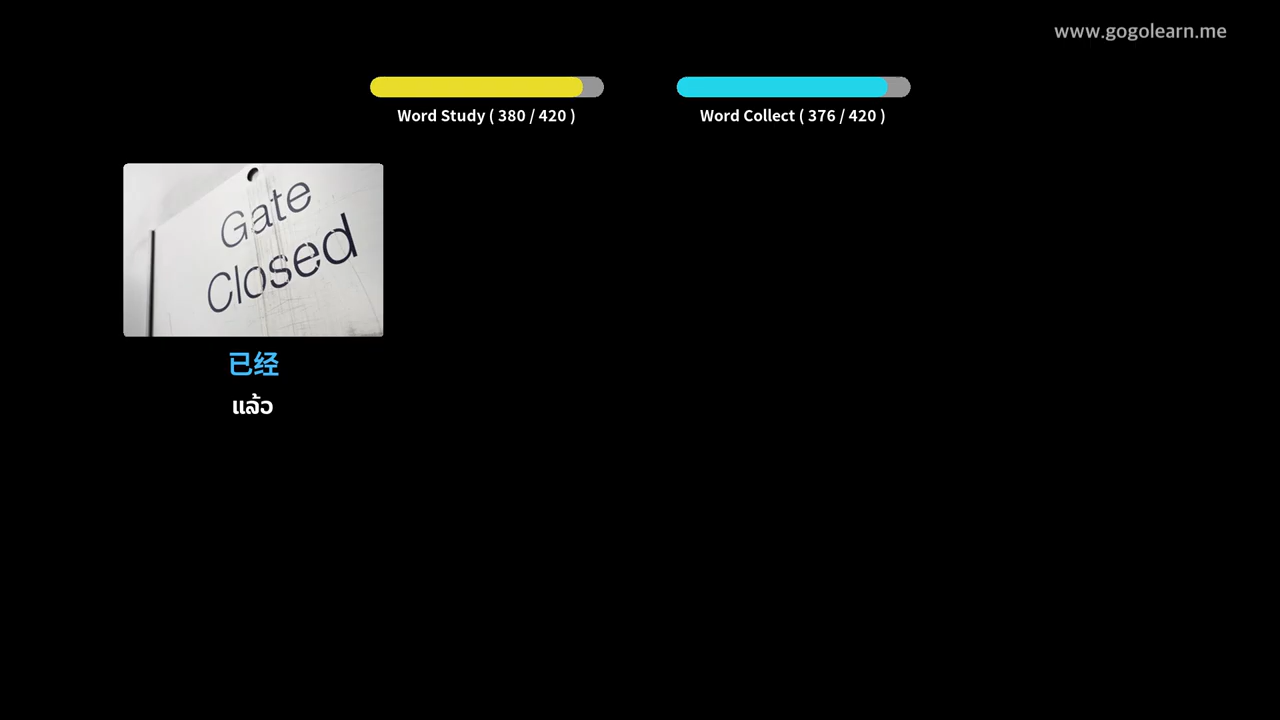 www.gogolearn.me
Word Study ( 380 / 420 )
Word Collect ( 376 / 420 )
Gate
Closed
已经
แล้ว